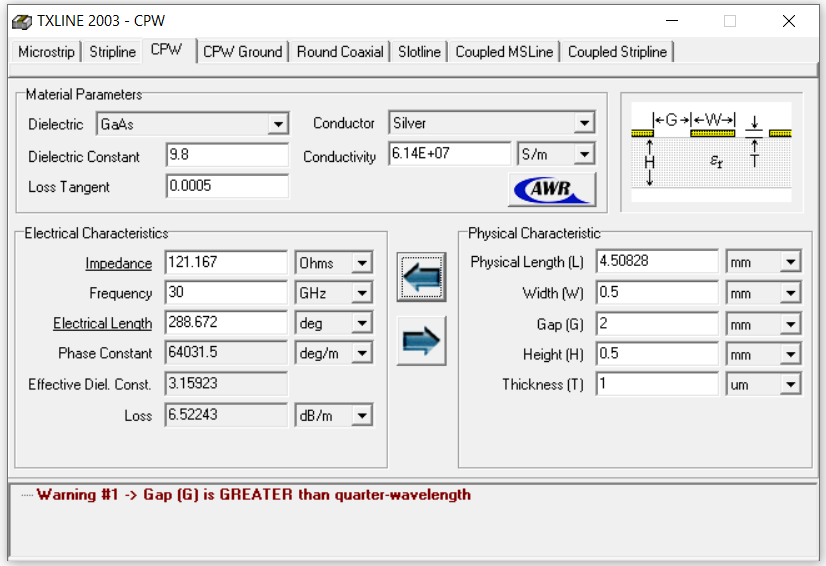 TXLINE 2003 - CPW
Microstrip Stripline CPW CPW Ground Round Coaxial Slotline Coupled MSLine Coupled Stripline
Material Parameters
Dielectric GaAs
Dielectric Constant 9.8
Loss Tangent 0.0005
Conductor Silver
Conductivity 6.14E+07 S/m
AWR
G W
H εr T
Electrical Characteristics
Impedance 121.167 Ohms
Frequency 30 GHz
Electrical Length 288.672 deg
Phase Constant 64031.5 deg/m
Effective Diel. Const. 3.15923
Loss 6.52243 dB/m
Physical Characteristic
Physical Length (L) 4.50828 mm
Width (W) 0.5 mm
Gap (G) 2 mm
Height (H) 0.5 mm
Thickness (T) 1 um
Warning #1 -> Gap (G) is GREATER than quarter-wavelength